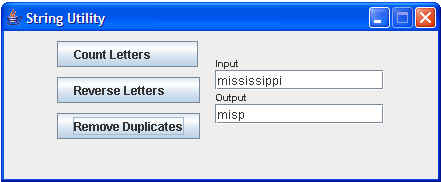 String Utility
Count Letters
Reverse Letters
Remove Duplicates
Input
mississippi
Output
misp